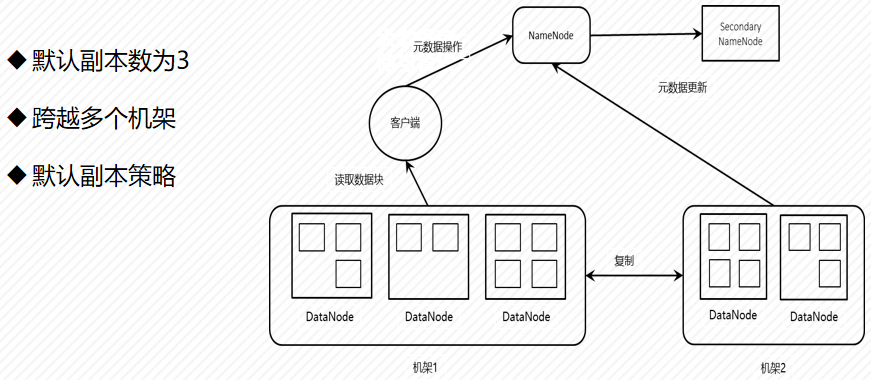 ◆ 默认副本数为3
◆ 跨越多个机架
◆ 默认副本策略
元数据操作
NameNode
Secondary
NameNode
元数据更新
客户端
读取数据块
复制
DataNode
DataNode
DataNode
DataNode
DataNode
机架1
机架2